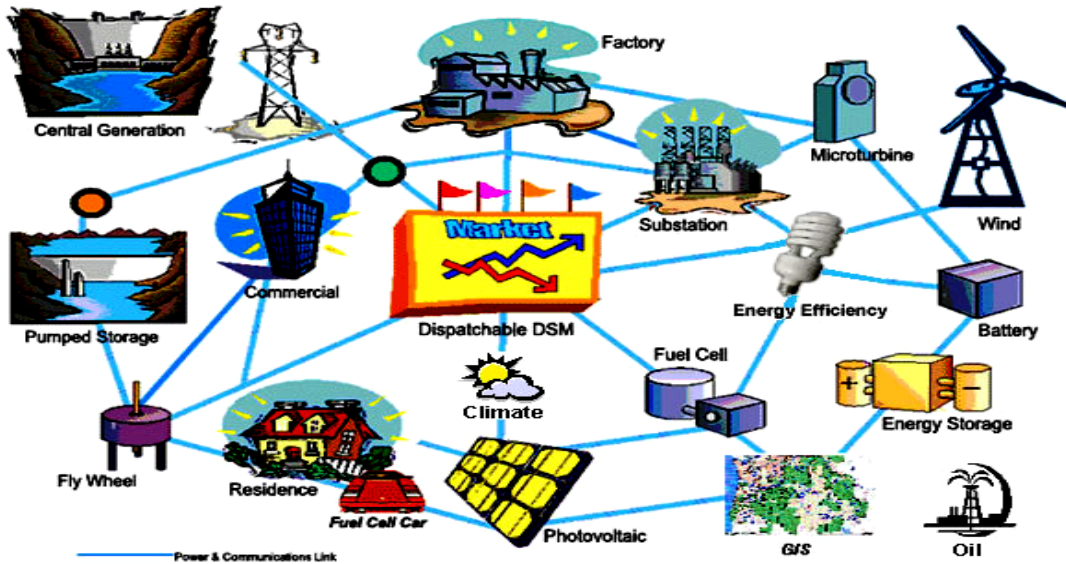 Factory
Central Generation
Microturbine
Substation
Wind
Market
Commercial
Energy Efficiency
Pumped Storage
Dispatchable DSM
Battery
Fuel Cell
Climate
+
−
Energy Storage
Fly Wheel
Residence
Fuel Cell Car
Photovoltaic
GIS
Oil
Power & Communications Link